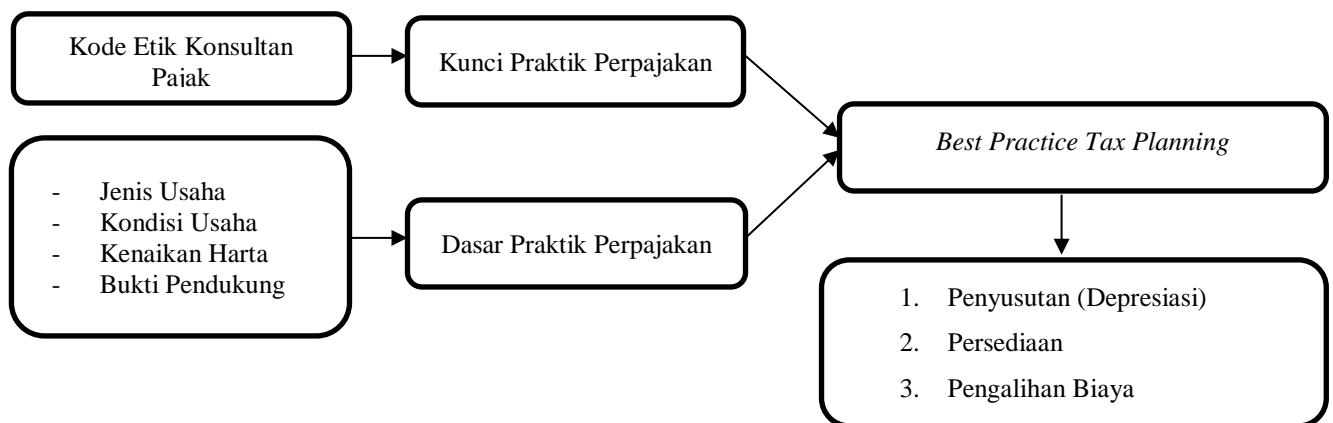 Kode Etik Konsultan
Pajak
Kunci Praktik Perpajakan
- Jenis Usaha
- Kondisi Usaha
- Kenaikan Harta
- Bukti Pendukung
Dasar Praktik Perpajakan
Best Practice Tax Planning
1. Penyusutan (Depresiasi)
2. Persediaan
3. Pengalihan Biaya